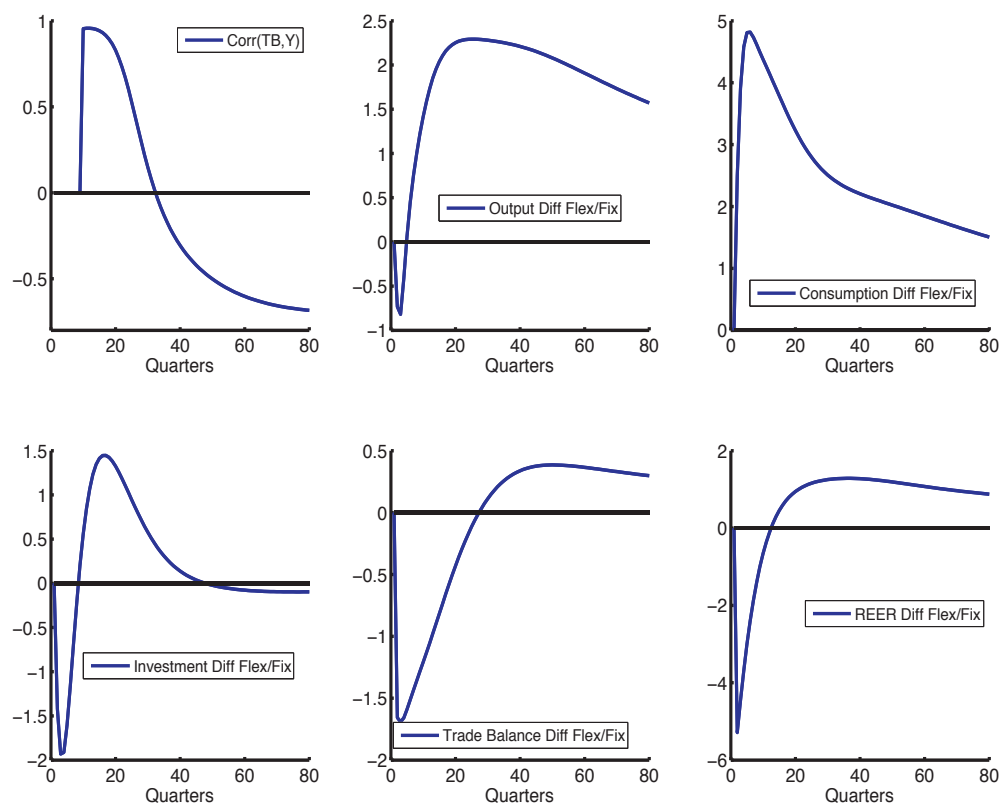 1
0.5
0
−0.5
Corr(TB,Y)
0 20 40 60 80
Quarters
2.5
2
1.5
1
0.5
0
−0.5
−1
Output Diff Flex/Fix
0 20 40 60 80
Quarters
5
4
3
2
1
0
Consumption Diff Flex/Fix
0 20 40 60 80
Quarters
1.5
1
0.5
0
−0.5
−1
−1.5
−2
Investment Diff Flex/Fix
0 20 40 60 80
Quarters
0.5
0
−0.5
−1
−1.5
−2
Trade Balance Diff Flex/Fix
0 20 40 60 80
Quarters
2
0
−2
−4
−6
REER Diff Flex/Fix
0 20 40 60 80
Quarters